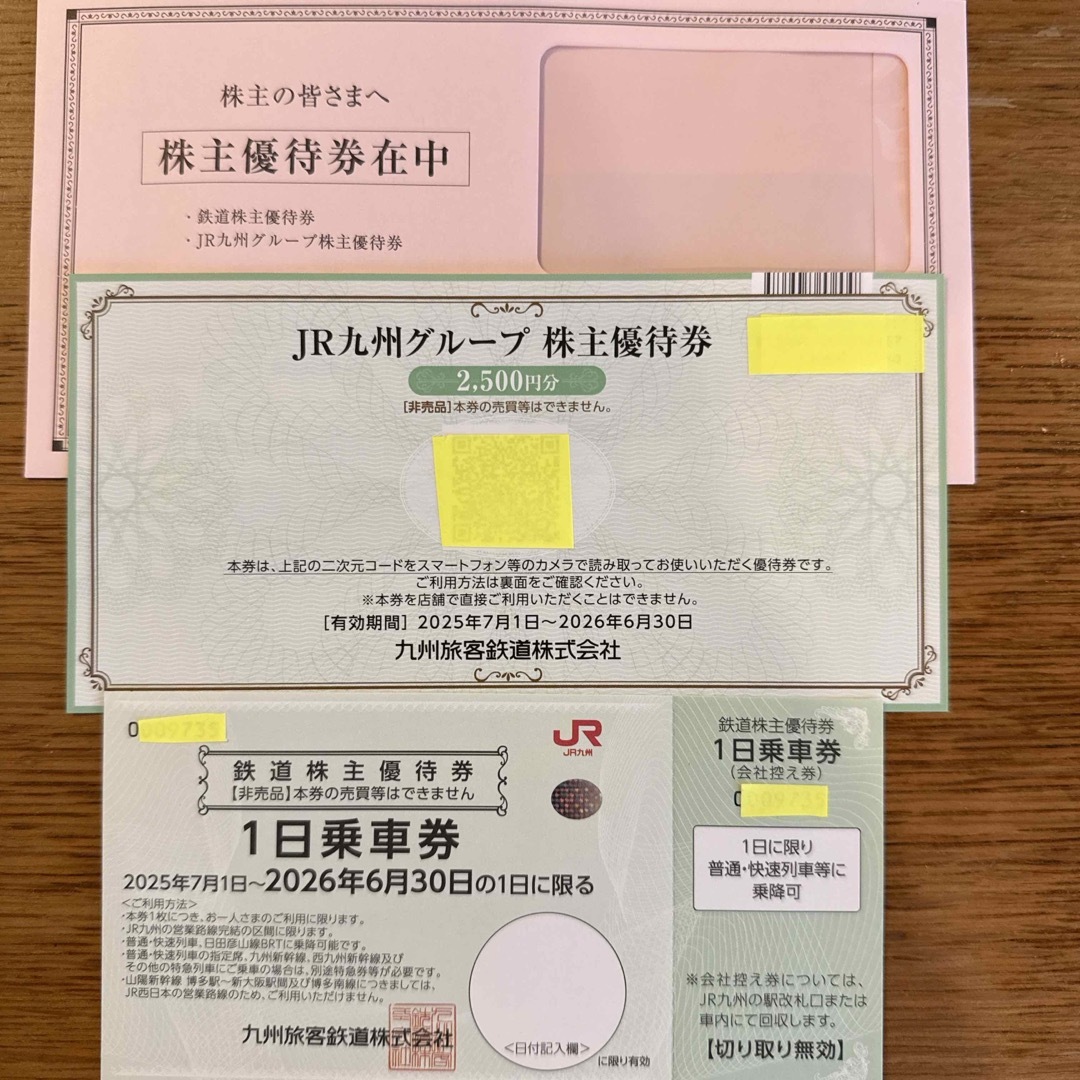 株主の皆さまへ
株主優待券在中
・鉄道株主優待券
・JR九州グループ株主優待券
JR九州グループ 株主優待券
2,500円分
[非売品]本券の売買等はできません。
本券は、上記の二次元コードをスマートフォン等のカメラで読み取ってお使いいただく優待券です。
ご利用方法は裏面をご確認ください。
※本券を店舗で直接ご利用いただくことはできません。
[有効期間] 2025年7月1日～2026年6月30日
九州旅客鉄道株式会社
JR
JR九州
鉄道株主優待券
【非売品】本券の売買等はできません
1日乗車券
2025年7月1日～2026年6月30日の1日に限る
＜ご利用方法＞
・本券1枚につき、お一人さまのご利用に限ります。
・JR九州の営業路線完結の区間に限ります。
・普通・快速列車、日田彦山線BRTに乗降可能です。
・普通・快速列車の指定席、九州新幹線、西九州新幹線及び
その他の特急列車にご乗車の場合は、別途特急券等が必要です。
・山陽新幹線 博多駅～新大阪駅間及び博多南線につきましては、
JR西日本の営業路線のため、ご利用いただけません。
九州旅客鉄道株式会社
＜日付記入欄＞
に限り有効
鉄道株主優待券
1日乗車券
(会社控え券)
1日に限り
普通・快速列車等に
乗降可
※会社控え券については、
JR九州の駅改札口または
車内にて回収します。
【切り取り無効】